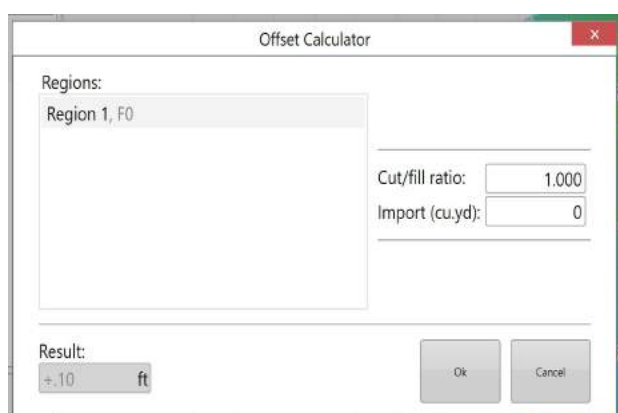 Offset Calculator
Regions:
Region 1, F0
Cut/fill ratio: 1.000
Import (cu.yd): 0
Result:
+.10 ft
Ok
Cancel